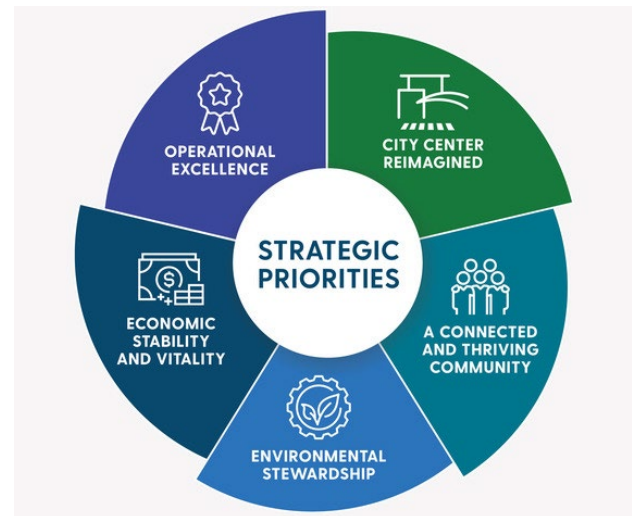 STRATEGIC
PRIORITIES
CITY CENTER
REIMAGINED
A CONNECTED
AND THRIVING
COMMUNITY
ENVIRONMENTAL
STEWARDSHIP
ECONOMIC
STABILITY
AND VITALITY
OPERATIONAL
EXCELLENCE
$